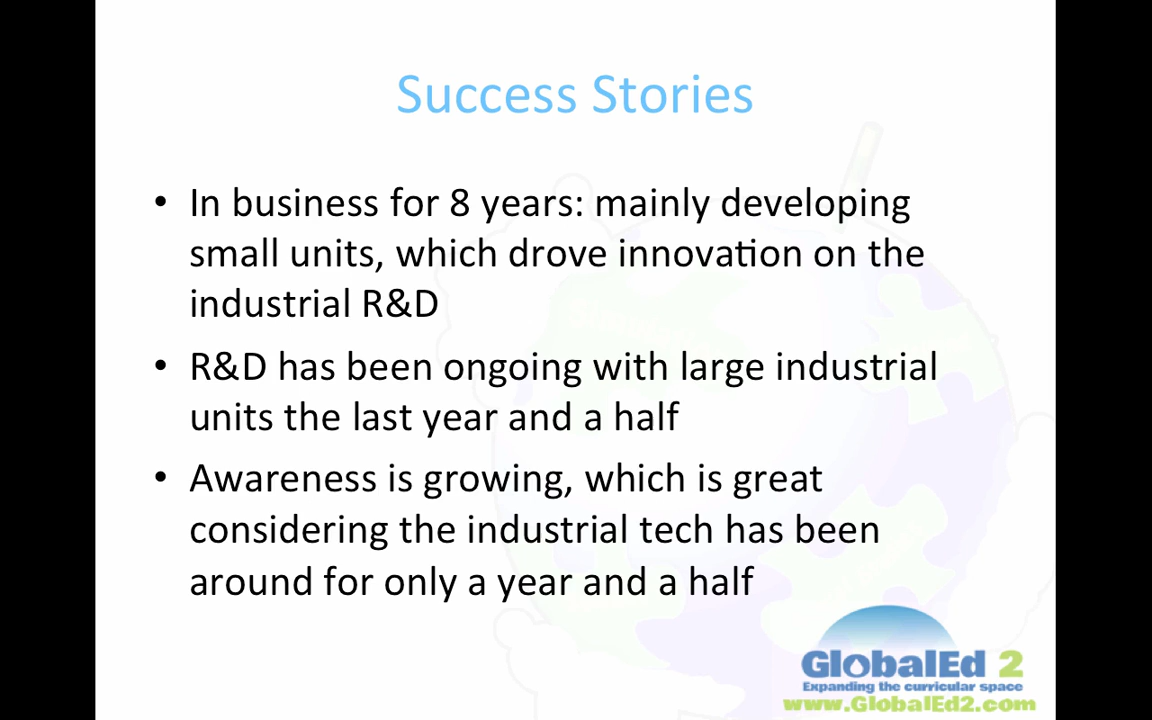 Success Stories
• In business for 8 years: mainly developing
small units, which drove innovation on the
industrial R&D
• R&D has been ongoing with large industrial
units the last year and a half
• Awareness is growing, which is great
considering the industrial tech has been
around for only a year and a half
GlobalEd 2
Expanding the curricular space
www.GlobalEd2.com